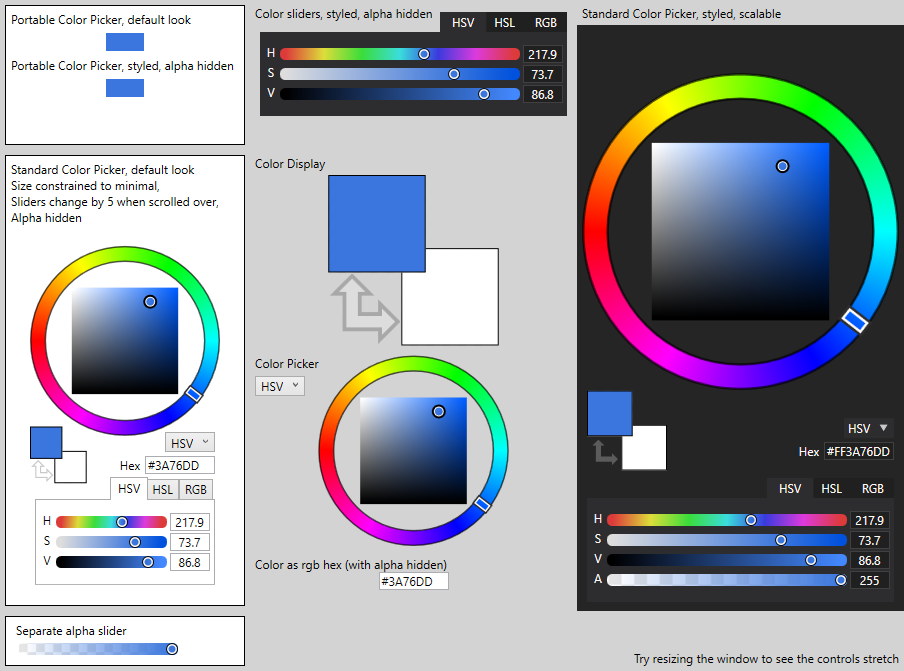 Portable Color Picker, default look
Portable Color Picker, styled, alpha hidden
Standard Color Picker, default look
Size constrained to minimal,
Sliders change by 5 when scrolled over,
Alpha hidden
HSV
Hex #3A76DD
HSV HSL RGB
H 217.9
S 73.7
V 86.8
Separate alpha slider
Color sliders, styled, alpha hidden
HSV HSL RGB
H 217.9
S 73.7
V 86.8
Color Display
Color Picker
HSV
Color as rgb hex (with alpha hidden)
#3A76DD
Standard Color Picker, styled, scalable
HSV
Hex #FF3A76DD
HSV HSL RGB
H 217.9
S 73.7
V 86.8
A 255
Try resizing the window to see the controls stretch